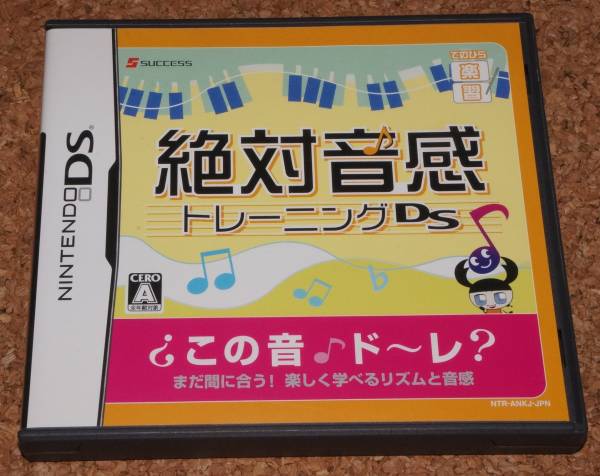 SUCCESS
てのひら
楽習
絶対音感
トレーニングDS
NINTENDO DS
CERO
A
全年齢対象
¿この音♪ド〜レ?
まだ間に合う! 楽しく学べるリズムと音感
NTR-ANKJ-JPN